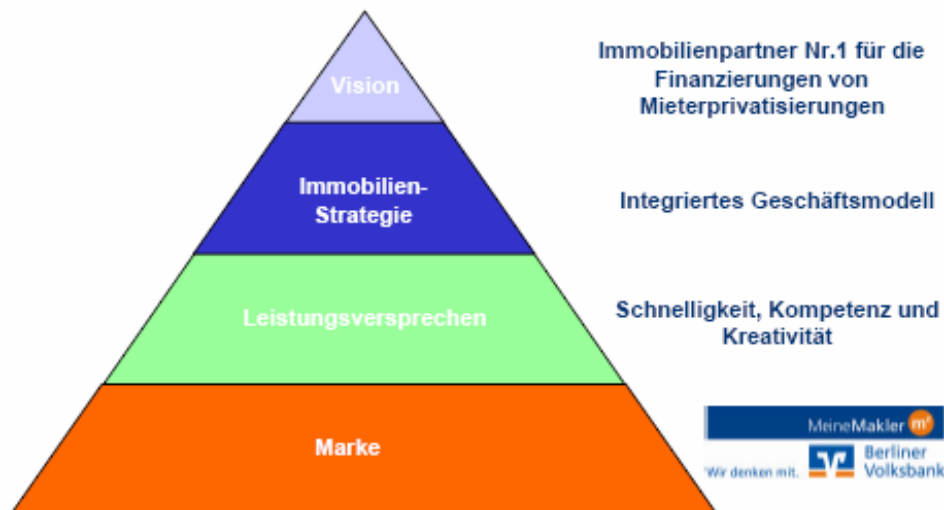 Vision
Immobilienpartner Nr.1 für die
Finanzierungen von
Mieterprivatisierungen
Immobilien-
Strategie
Integriertes Geschäftsmodell
Leistungsversprechen
Schnelligkeit, Kompetenz und
Kreativität
Marke
MeineMakler m²
Wir denken mit.
Berliner
Volksbank